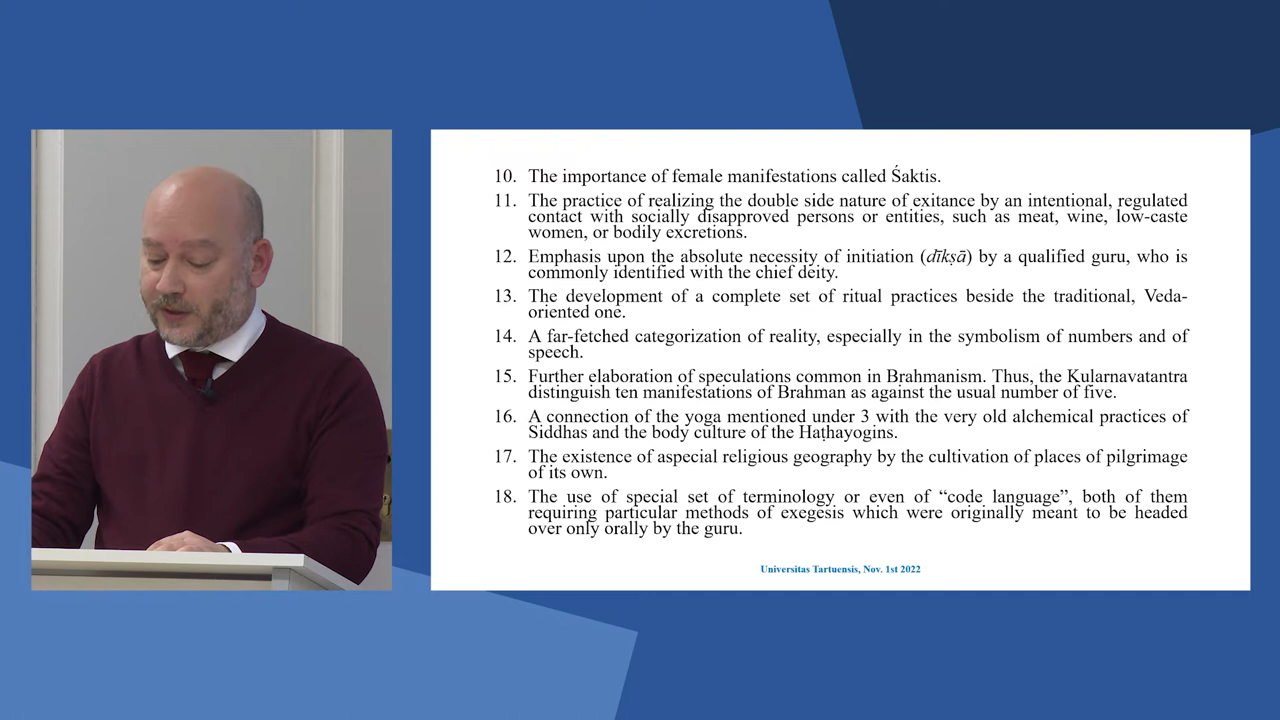 10. The importance of female manifestations called Śaktis.
11. The practice of realizing the double side nature of exitance by an intentional, regulated
contact with socially disapproved persons or entities, such as meat, wine, low-caste
women, or bodily excretions.
12. Emphasis upon the absolute necessity of initiation (dīkṣā) by a qualified guru, who is
commonly identified with the chief deity.
13. The development of a complete set of ritual practices beside the traditional, Veda-
oriented one.
14. A far-fetched categorization of reality, especially in the symbolism of numbers and of
speech.
15. Further elaboration of speculations common in Brahmanism. Thus, the Kularnavatantra
distinguish ten manifestations of Brahman as against the usual number of five.
16. A connection of the yoga mentioned under 3 with the very old alchemical practices of
Siddhas and the body culture of the Haṭhayogins.
17. The existence of aspecial religious geography by the cultivation of places of pilgrimage
of its own.
18. The use of special set of terminology or even of “code language”, both of them
requiring particular methods of exegesis which were originally meant to be headed
over only orally by the guru.
Universitas Tartuensis, Nov. 1st 2022